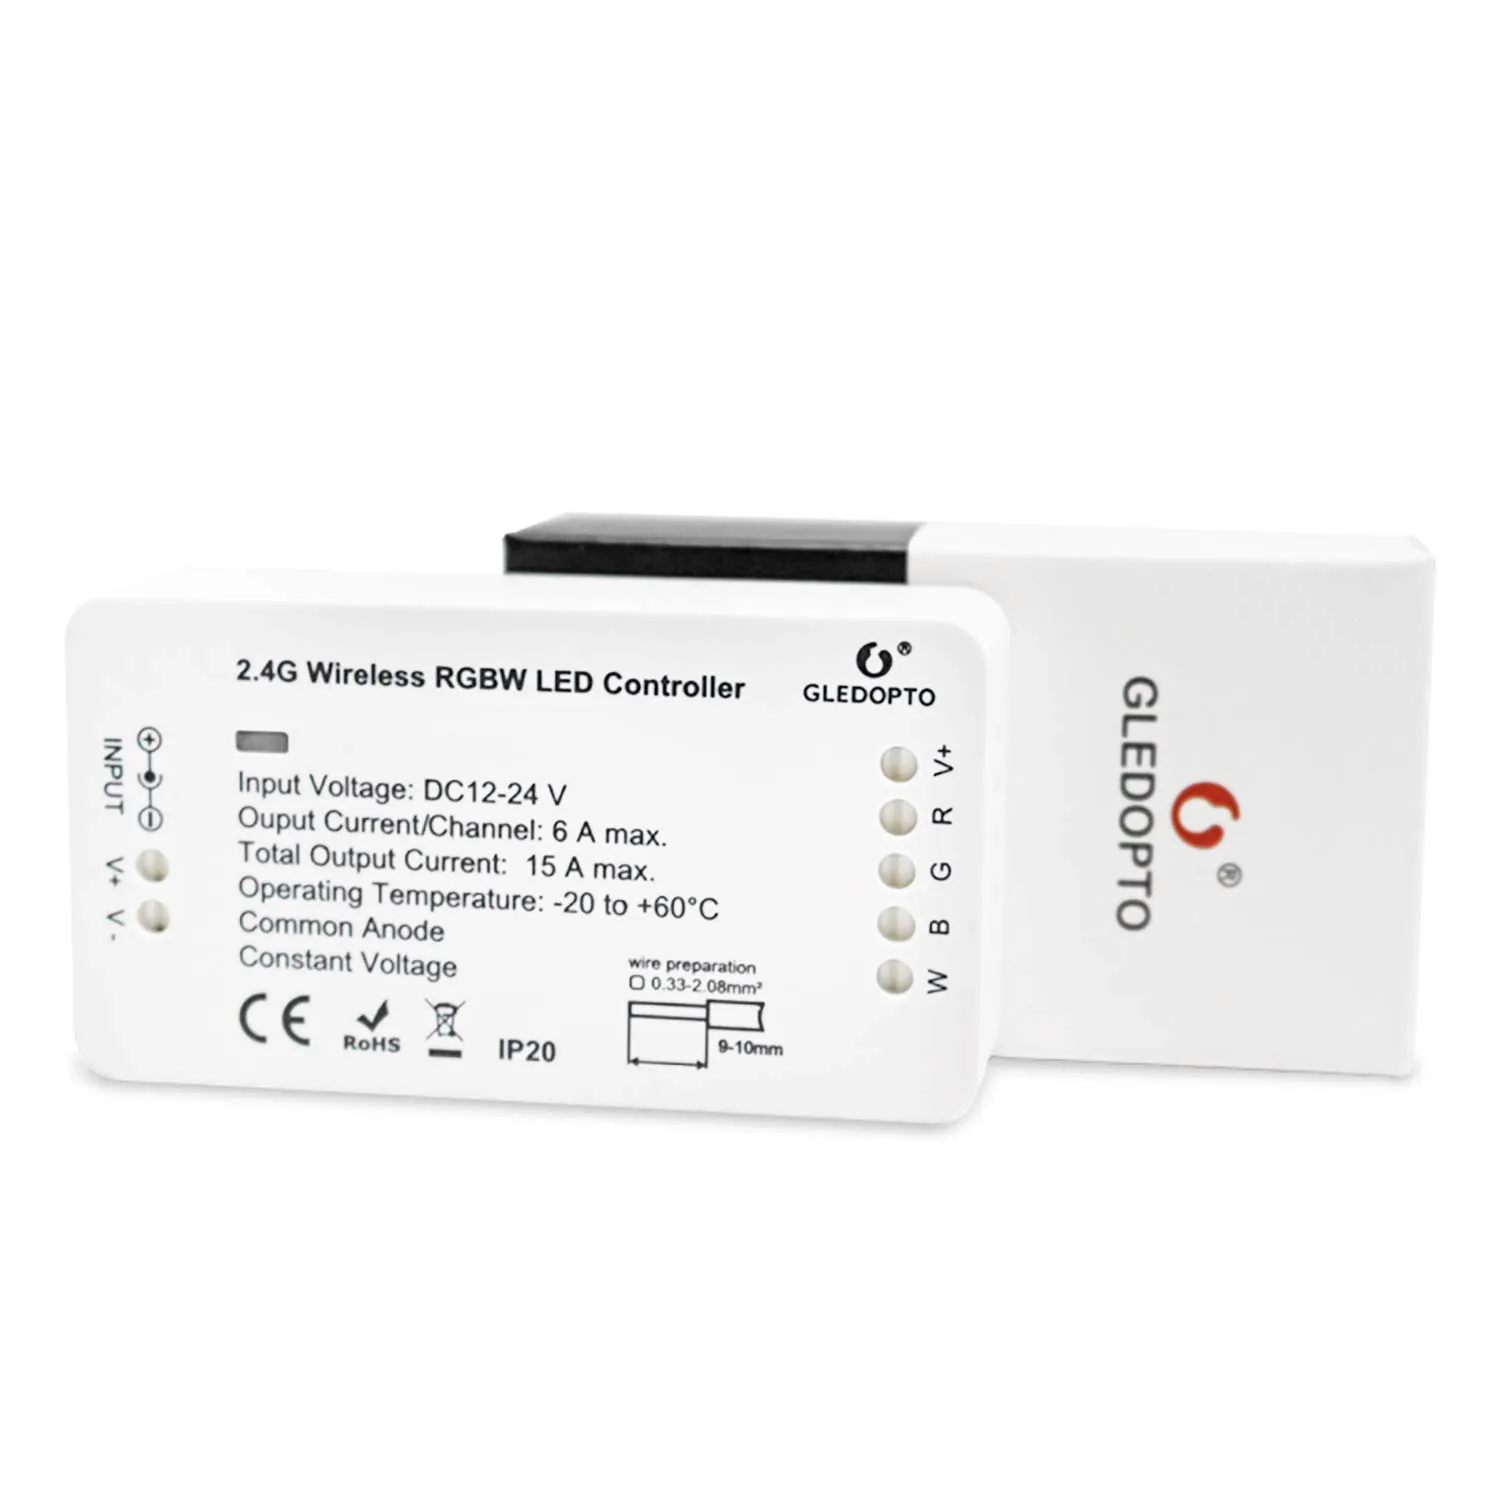 2.4G Wireless RGBW LED Controller
GLEDOPTO
Input Voltage: DC12-24 V
Ouput Current/Channel: 6 A max.
Total Output Current: 15 A max.
Operating Temperature: -20 to +60°C
Common Anode
Constant Voltage
CE
RoHS
IP20
wire preparation
0.33-2.08mm²
9-10mm
INPUT
V+
V-
V+
R
G
B
W
GLEDOPTO